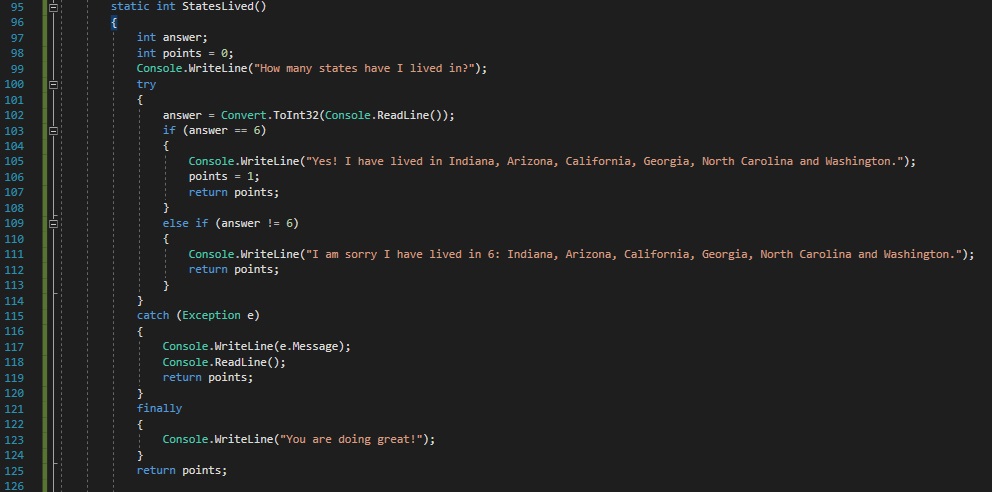 95 static int StatesLived()
96 {
97 int answer;
98 int points = 0;
99 Console.WriteLine("How many states have I lived in?");
100 try
101 {
102 answer = Convert.ToInt32(Console.ReadLine());
103 if (answer == 6)
104 {
105 Console.WriteLine("Yes! I have lived in Indiana, Arizona, California, Georgia, North Carolina and Washington.");
106 points = 1;
107 return points;
108 }
109 else if (answer != 6)
110 {
111 Console.WriteLine("I am sorry I have lived in 6: Indiana, Arizona, California, Georgia, North Carolina and Washington.");
112 return points;
113 }
114 }
115 catch (Exception e)
116 {
117 Console.WriteLine(e.Message);
118 Console.ReadLine();
119 return points;
120 }
121 finally
122 {
123 Console.WriteLine("You are doing great!");
124 }
125 return points;
126